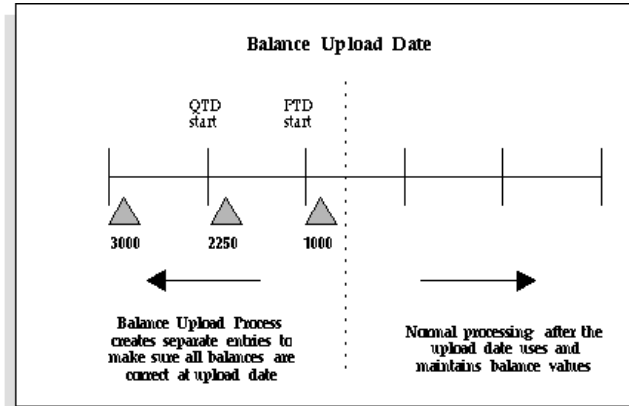 Balance Upload Date
QTD
start
PTD
start
3000
2250
1000
Balance Upload Process
creates separate entries to
make sure all balances are
correct at upload date
Normal processing after the
upload date uses and
maintains balance values